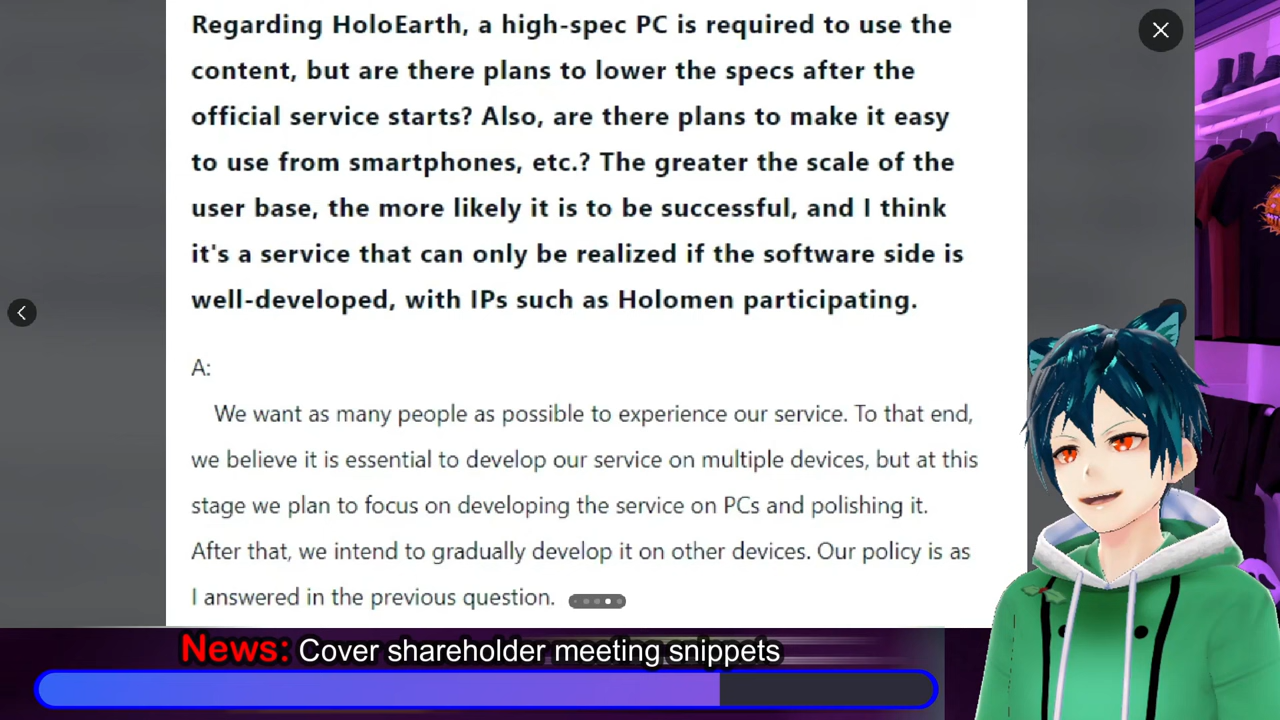 Regarding HoloEarth, a high-spec PC is required to use the
content, but are there plans to lower the specs after the
official service starts? Also, are there plans to make it easy
to use from smartphones, etc.? The greater the scale of the
user base, the more likely it is to be successful, and I think
it's a service that can only be realized if the software side is
well-developed, with IPs such as Holomen participating.
A:
We want as many people as possible to experience our service. To that end,
we believe it is essential to develop our service on multiple devices, but at this
stage we plan to focus on developing the service on PCs and polishing it.
After that, we intend to gradually develop it on other devices. Our policy is as
I answered in the previous question.
News: Cover shareholder meeting snippets